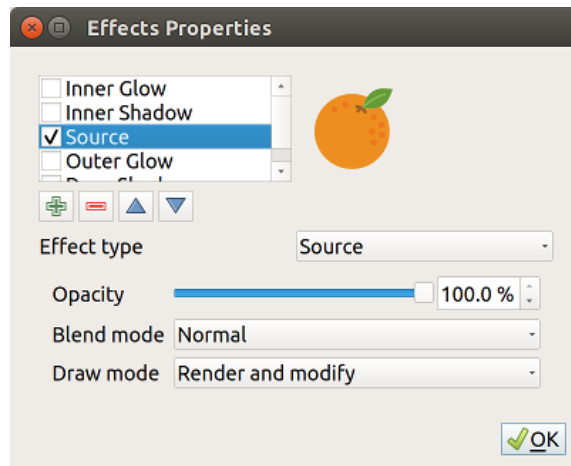 Effects Properties
Inner Glow
Inner Shadow
Source
Outer Glow
Effect type Source
Opacity 100.0 %
Blend mode Normal
Draw mode Render and modify
OK